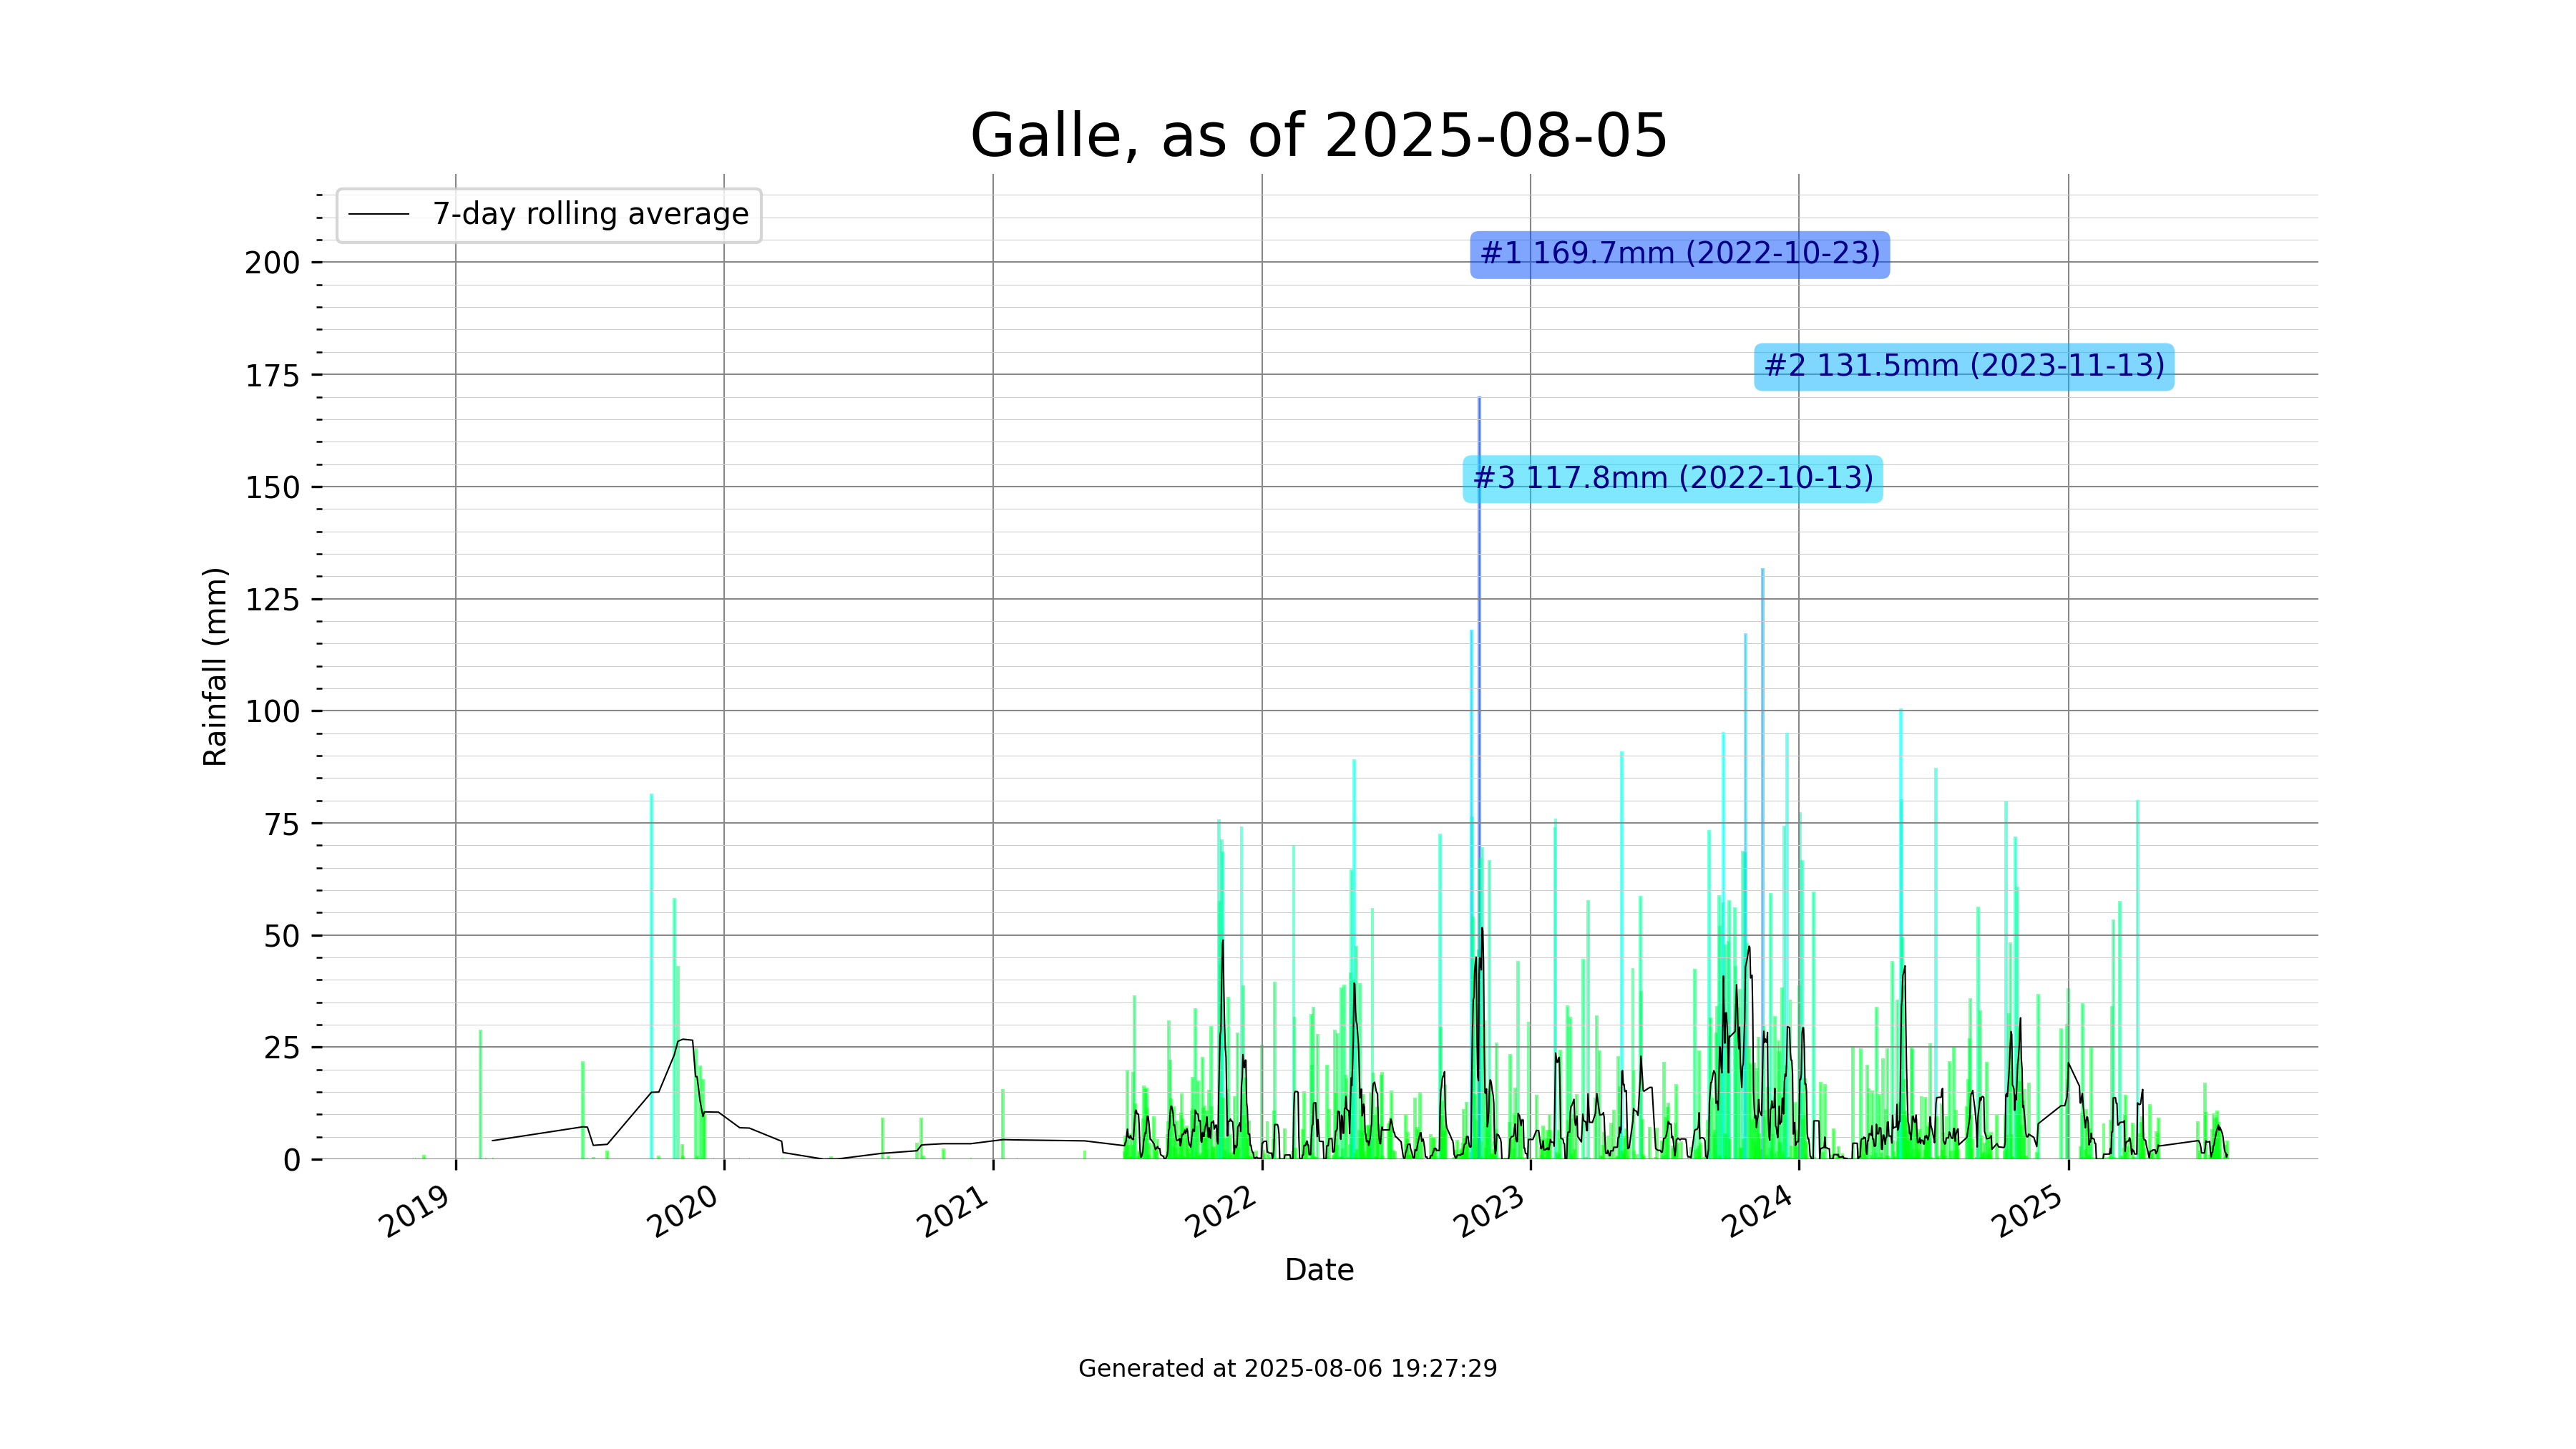 Galle, as of 2025-08-05
7-day rolling average
#1 169.7mm (2022-10-23)
#2 131.5mm (2023-11-13)
#3 117.8mm (2022-10-13)
Rainfall (mm)
200
175
150
125
100
75
50
25
0
2019 2020 2021 2022 2023 2024 2025
Date
Generated at 2025-08-06 19:27:29